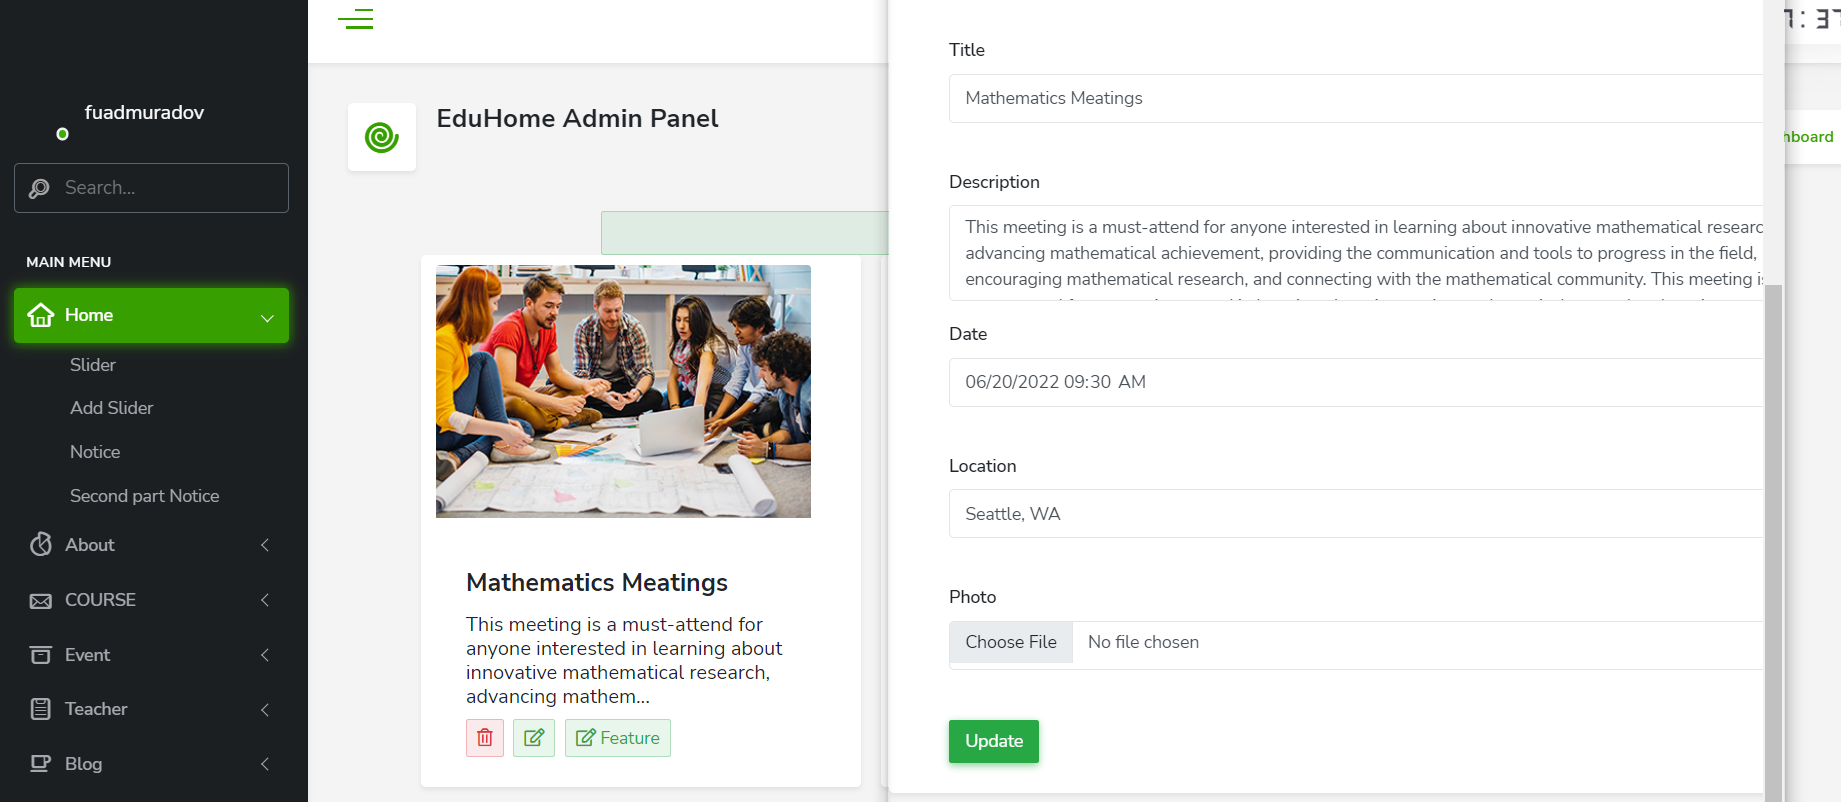 fuadmuradov
Search...
MAIN MENU
Home
Slider
Add Slider
Notice
Second part Notice
About
COURSE
Event
Teacher
Blog
EduHome Admin Panel
Mathematics Meatings
This meeting is a must-attend for
anyone interested in learning about
innovative mathematical research,
advancing mathem...
Feature
Title
Mathematics Meatings
Description
This meeting is a must-attend for anyone interested in learning about innovative mathematical researc
advancing mathematical achievement, providing the communication and tools to progress in the field,
encouraging mathematical research, and connecting with the mathematical community. This meeting is
Date
06/20/2022 09:30 AM
Location
Seattle, WA
Photo
Choose File No file chosen
Update
: 37
hboard